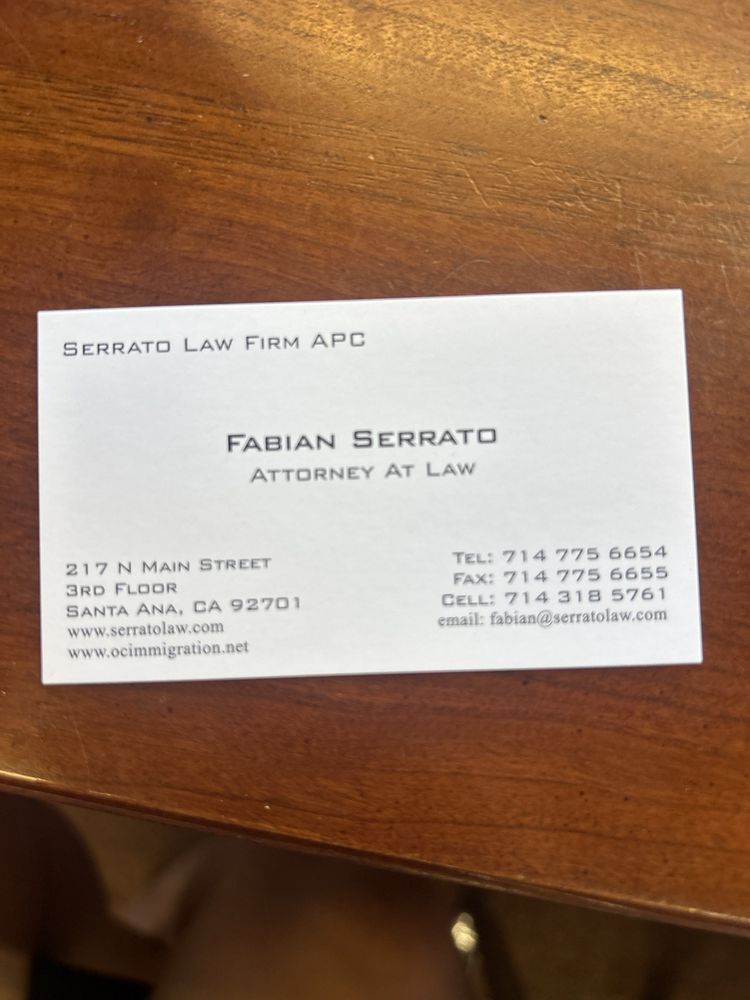 SERRATO LAW FIRM APC
FABIAN SERRATO
ATTORNEY AT LAW
217 N MAIN STREET
3RD FLOOR
SANTA ANA, CA 92701
www.serratolaw.com
www.ocimmigration.net
TEL: 714 775 6654
FAX: 714 775 6655
CELL: 714 318 5761
email: fabian@serratolaw.com